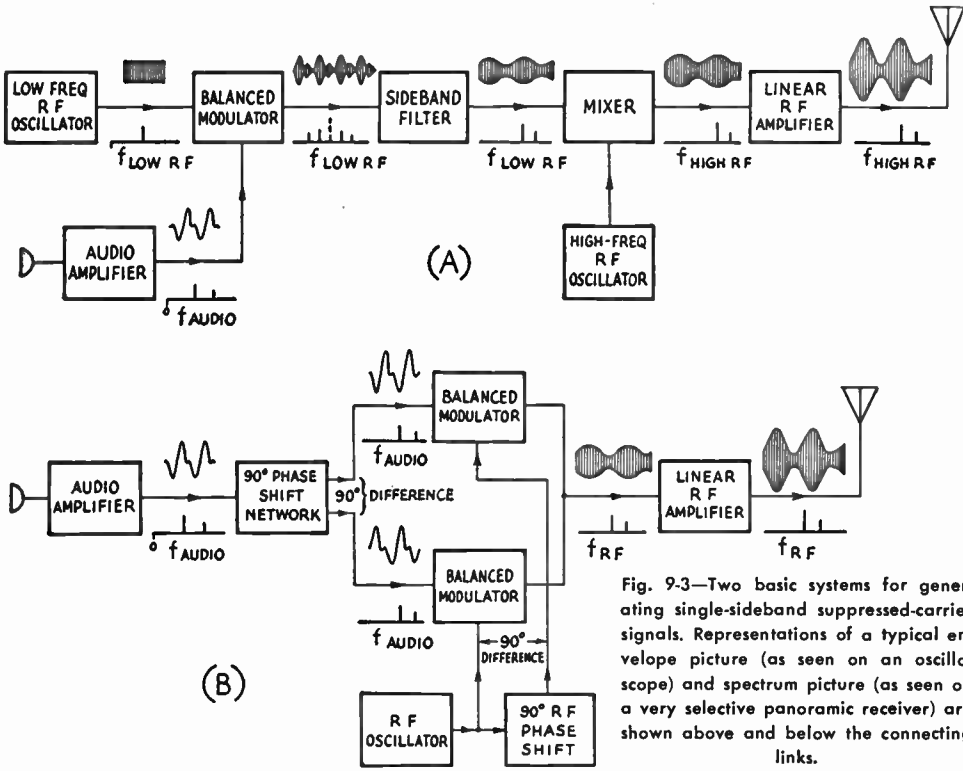 LOW FREQ
R F
OSCILLATOR
BALANCED
MODULATOR
SIDEBAND
FILTER
MIXER
LINEAR
R F
AMPLIFIER
f LOW R F
f LOW R F
f LOW R F
f HIGH R F
f HIGH R F
AUDIO
AMPLIFIER
0
f AUDIO
(A)
HIGH-FREQ
R F
OSCILLATOR
AUDIO
AMPLIFIER
0
f AUDIO
90° PHASE
SHIFT
NETWORK
90° } DIFFERENCE
f AUDIO
BALANCED
MODULATOR
f AUDIO
BALANCED
MODULATOR
90°
DIFFERENCE
f R F
LINEAR
R F
AMPLIFIER
f R F
(B)
R F
OSCILLATOR
90° R F
PHASE
SHIFT
Fig. 9-3—Two basic systems for gener
ating single-sideband suppressed-carrie
signals. Representations of a typical en
velope picture (as seen on an oscillo
scope) and spectrum picture (as seen o
a very selective panoramic receiver) ar
shown above and below the connecting
links.